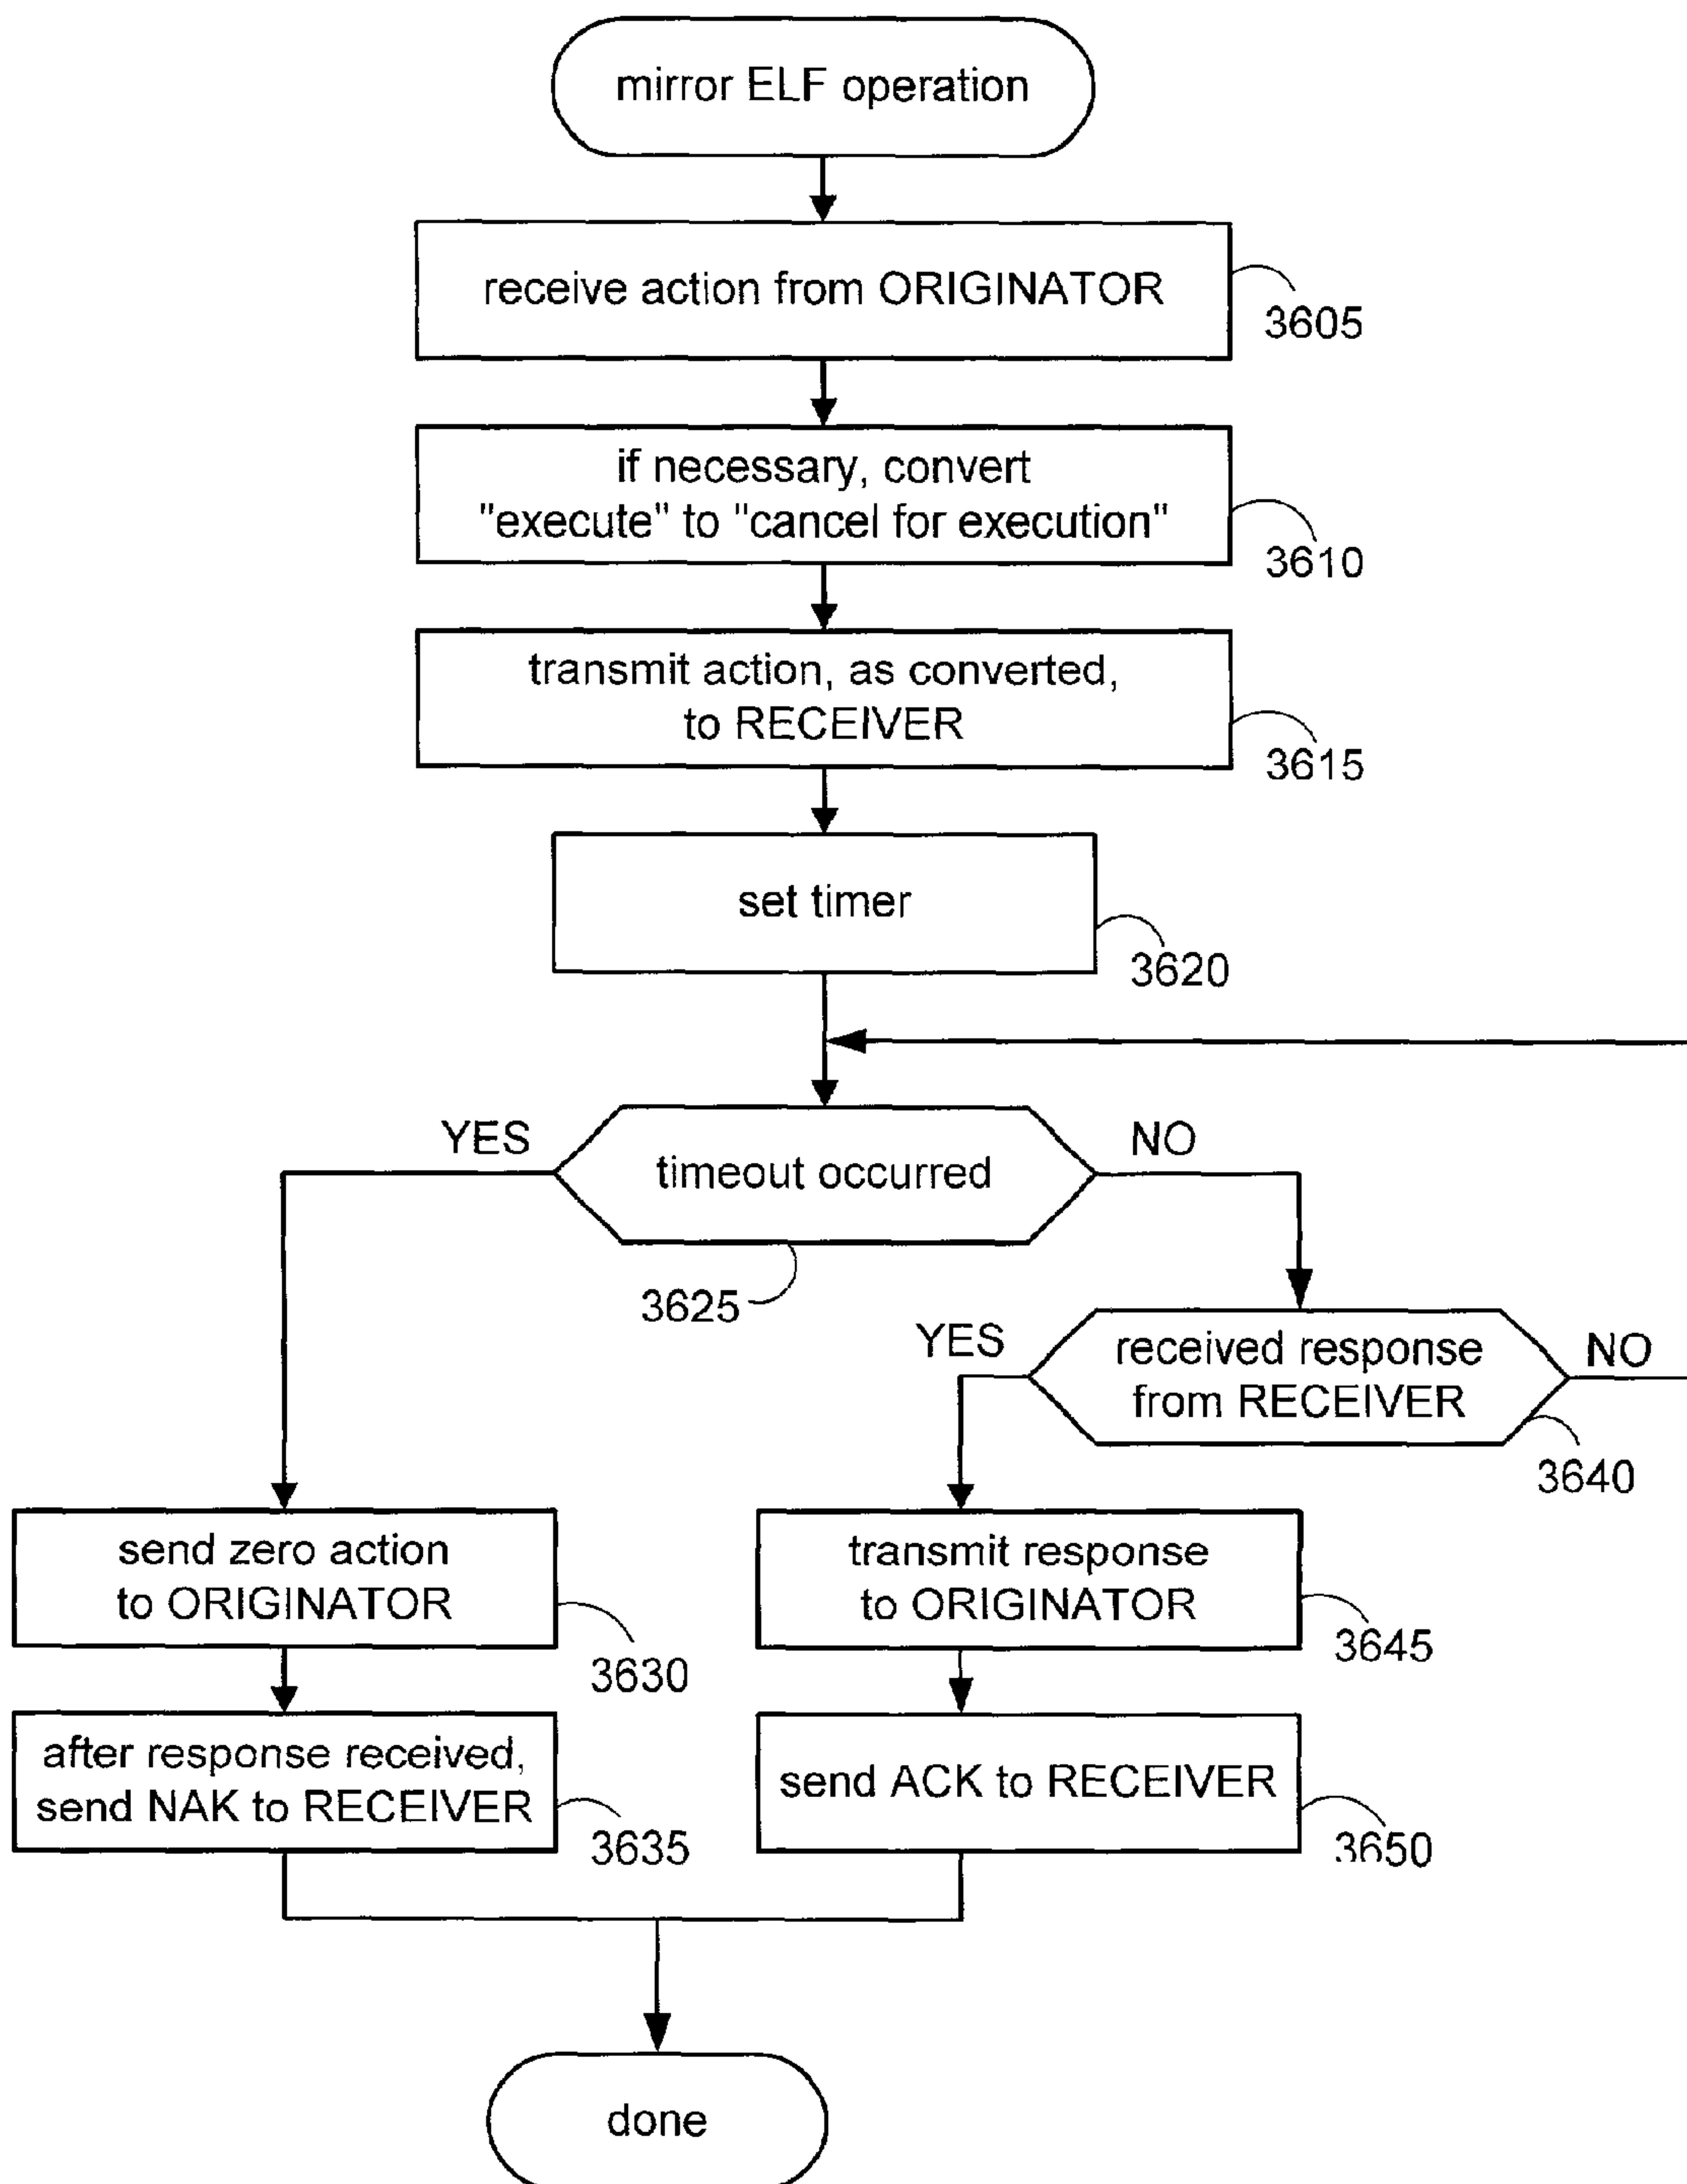 mirror ELF operation
receive action from ORIGINATOR
3605
if necessary, convert
"execute" to "cancel for execution"
3610
transmit action, as converted,
to RECEIVER
3615
set timer
3620
YES
timeout occurred
NO
3625
YES
received response
from RECEIVER
NO
3640
send zero action
to ORIGINATOR
3630
transmit response
to ORIGINATOR
3645
after response received,
send NAK to RECEIVER
3635
send ACK to RECEIVER
3650
done